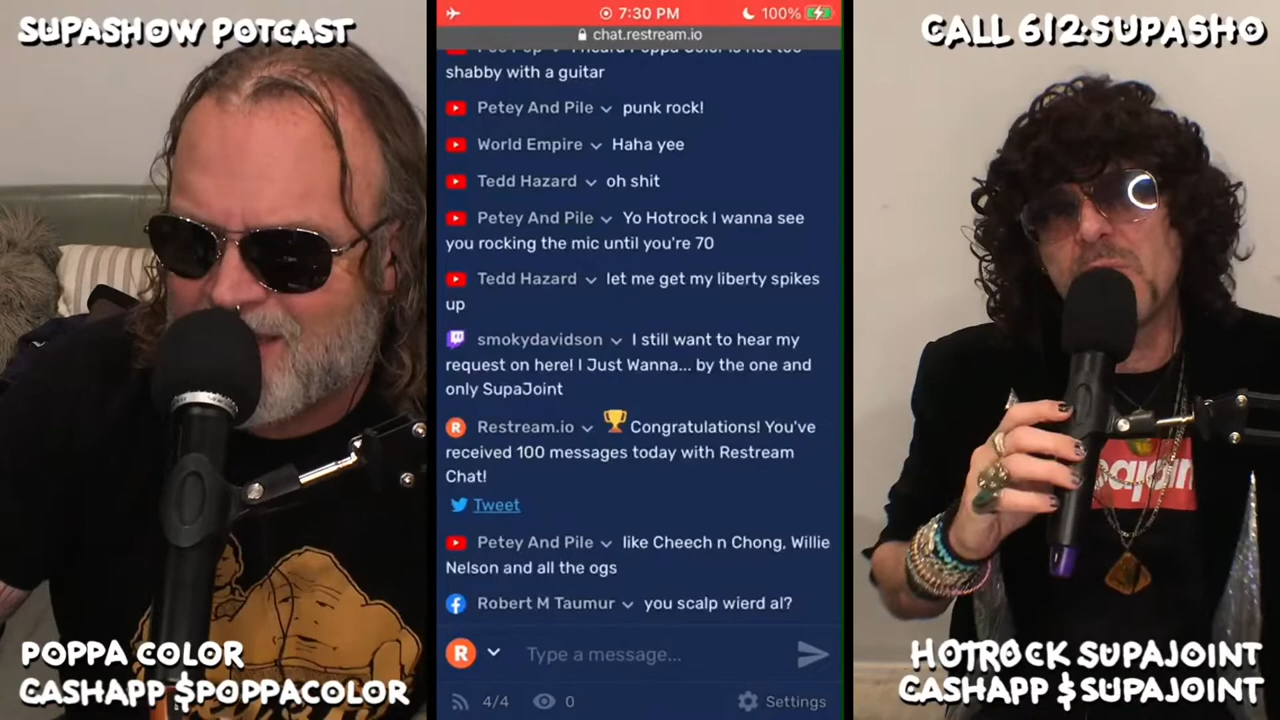 SUPASHOW POTCAST
7:30 PM
100%
chat.restream.io
CALL 612-SUPASHO
shabby with a guitar
Petey And Pile punk rock!
World Empire Haha yee
Tedd Hazard oh shit
Petey And Pile Yo Hotrock I wanna see
you rocking the mic until you're 70
Tedd Hazard let me get my liberty spikes
up
smokydavidson I still want to hear my
request on here! I Just Wanna... by the one and
only SupaJoint
R Restream.io 🏆 Congratulations! You've
received 100 messages today with Restream
Chat!
Tweet
Petey And Pile like Cheech n Chong, Willie
Nelson and all the ogs
Robert M Taumur you scalp wierd al?
R Type a message...
4/4 0 Settings
POPPA COLOR
CASHAPP $POPPACOLOR
HOTROCK SUPAJOINT
CASHAPP $SUPAJOINT